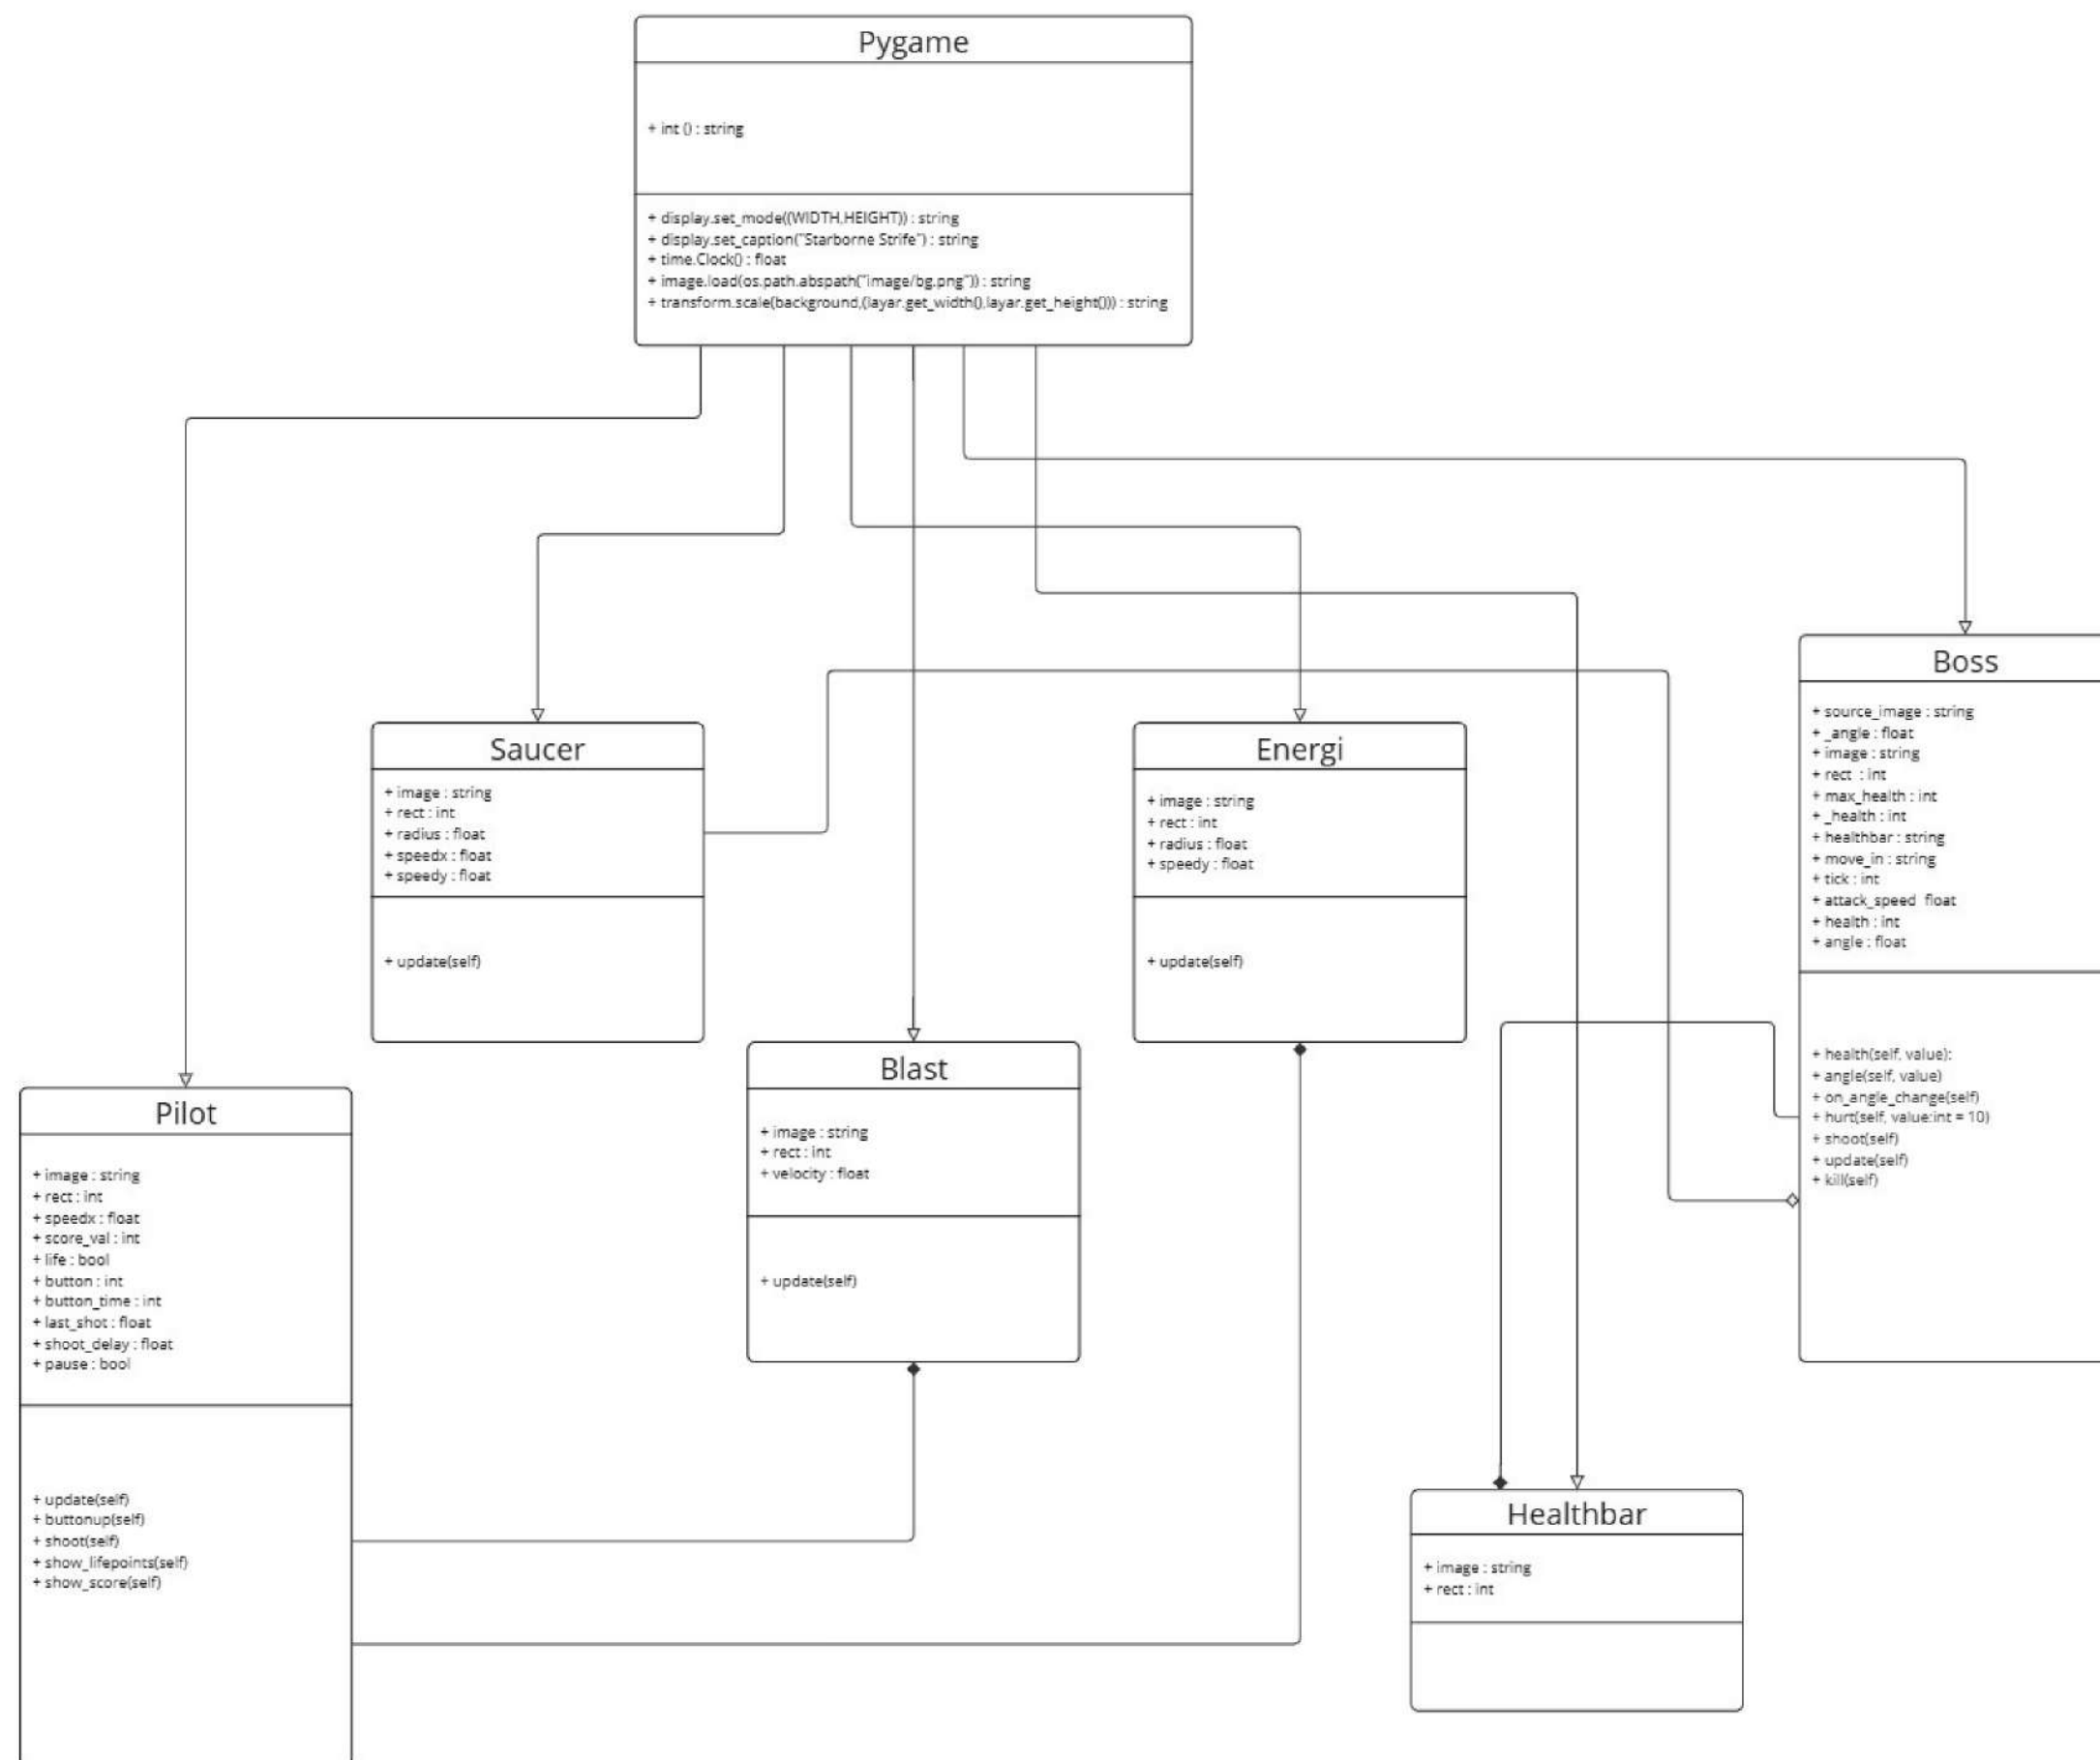 Pygame
+ int () : string
+ display.set_mode((WIDTH,HEIGHT)) : string
+ display.set_caption("Starborne Strife") : string
+ time.Clock() : float
+ image.load(os.path.abspath("image/bg.png")) : string
+ transform.scale(background,(layar.get_width(),layar.get_height())) : string
Boss
+ source_image : string
+ _angle : float
+ image : string
+ rect  : int
+ max_health : int
+ _health : int
+ healthbar : string
+ move_in : string
+ tick : int
+ attack_speed  float
+ health : int
+ angle : float
+ health(self, value):
+ angle(self, value)
+ on_angle_change(self)
+ hurt(self, value:int = 10)
+ shoot(self)
+ update(self)
+ kill(self)
Saucer
+ image : string
+ rect : int
+ radius : float
+ speedx : float
+ speedy : float
+ update(self)
Energi
+ image : string
+ rect : int
+ radius : float
+ speedy : float
+ update(self)
Blast
+ image : string
+ rect : int
+ velocity : float
+ update(self)
Pilot
+ image : string
+ rect : int
+ speedx : float
+ score_val : int
+ life : bool
+ button : int
+ button_time : int
+ last_shot : float
+ shoot_delay : float
+ pause : bool
+ update(self)
+ buttonup(self)
+ shoot(self)
+ show_lifepoints(self)
+ show_score(self)
Healthbar
+ image : string
+ rect : int